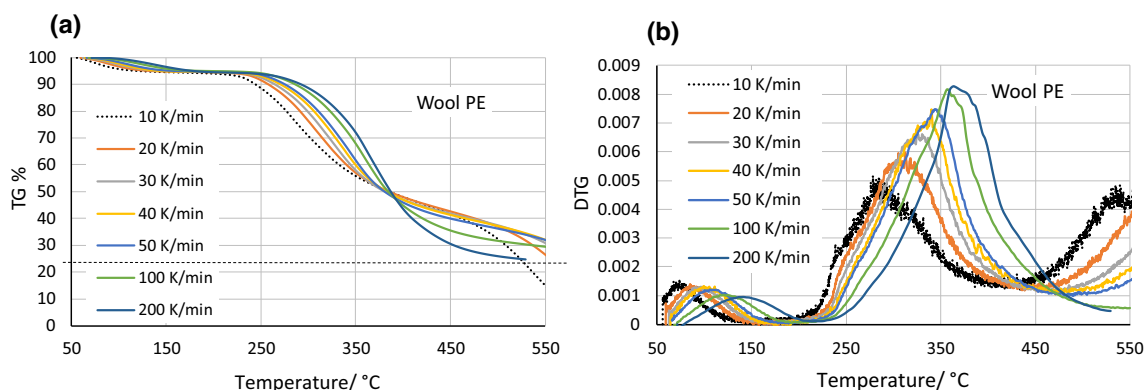 (a)
TG %
100
90
80
70
60
50
40
30
20
10
0
Wool PE
10 K/min
20 K/min
30 K/min
40 K/min
50 K/min
100 K/min
200 K/min
50 150 250 350 450 550
Temperature/ °C
(b)
DTG
0.009
0.008
0.007
0.006
0.005
0.004
0.003
0.002
0.001
0
10 K/min
20 K/min
30 K/min
40 K/min
50 K/min
100 K/min
200 K/min
Wool PE
50 150 250 350 450 550
Temperature/ °C